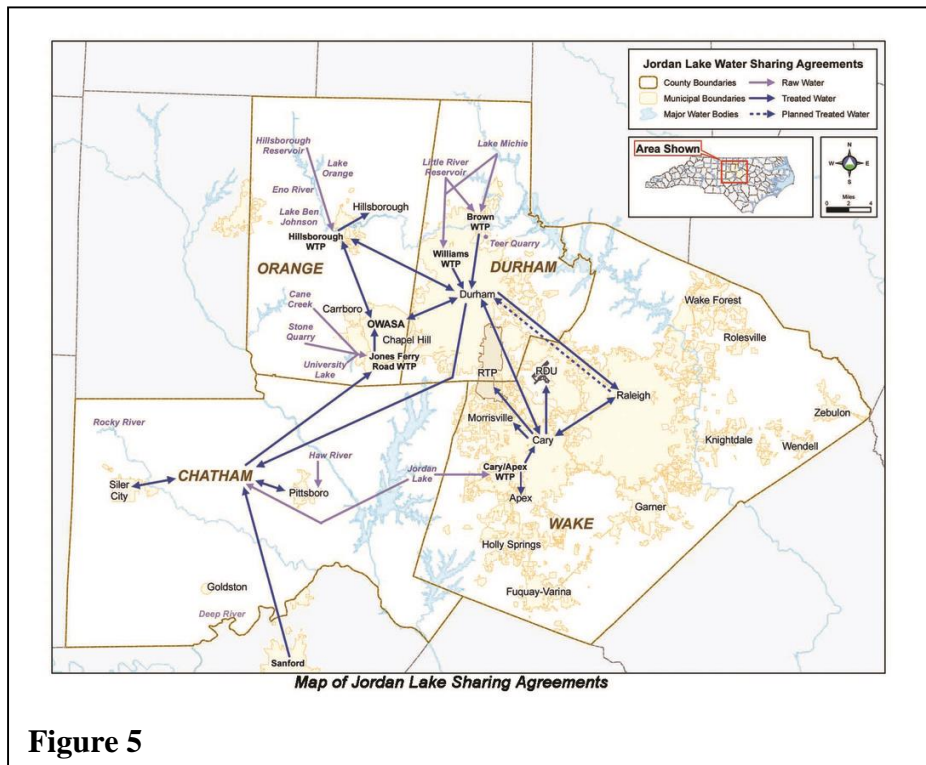 Jordan Lake Water Sharing Agreements
County Boundaries
Raw Water
Municipal Boundaries
Treated Water
Major Water Bodies
Planned Treated Water
Area Shown
N
W
E
S
Miles
0 2 4
Hillsborough
Reservoir
Lake
Orange
Eno River
Hillsborough
Lake Ben
Johnson
Hillsborough
WTP
ORANGE
Lake Michie
Little River
Reservoir
Brown
WTP
Teer Quarry
Williams
WTP
DURHAM
Durham
Cane
Creek
Carrboro
OWASA
Stone
Quarry
Chapel Hill
University
Lake
Jones Ferry
Road WTP
Wake Forest
Rolesville
RTP
RDU
Raleigh
Zebulon
Morrisville
Cary
Knightdale
Wendell
Rocky River
CHATHAM
Haw River
Jordan
Lake
Cary/Apex
WTP
Siler
City
Pittsboro
Apex
WAKE
Garner
Holly Springs
Fuquay-Varina
Goldston
Deep River
Sanford
Map of Jordan Lake Sharing Agreements
Figure 5